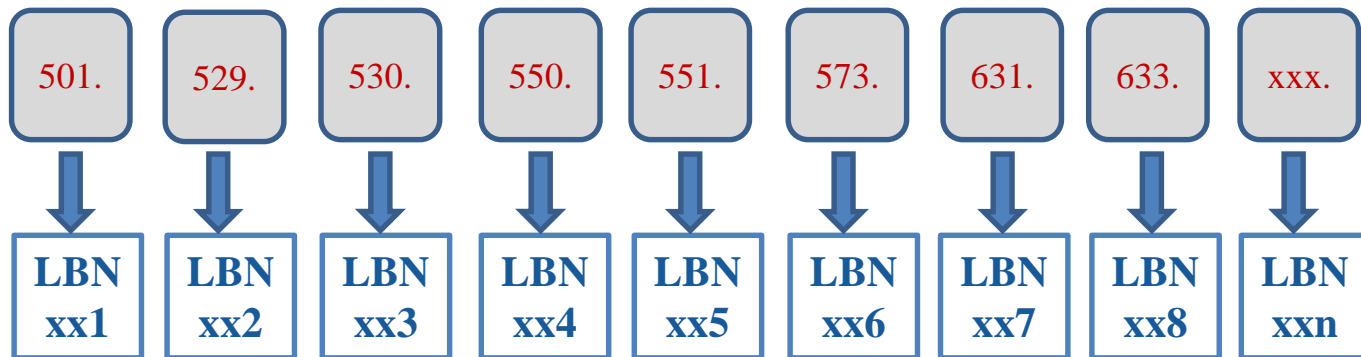 501. 529. 530. 550. 551. 573. 631. 633. xxx.
LBN LBN LBN LBN LBN LBN LBN LBN LBN
xx1 xx2 xx3 xx4 xx5 xx6 xx7 xx8 xxn